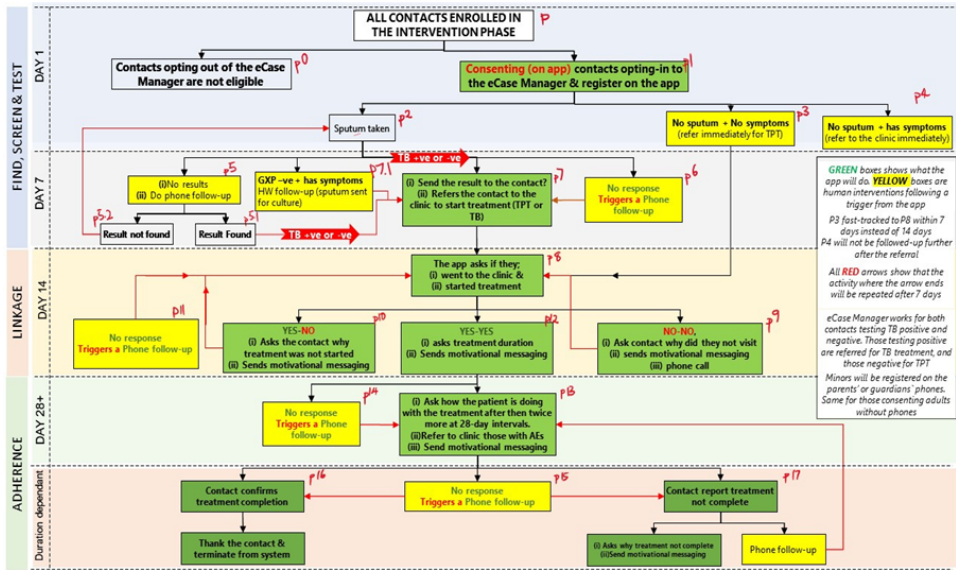 ALL CONTACTS ENROLLED IN
THE INTERVENTION PHASE
P
FIND, SCREEN & TEST
DAY 1
Contacts opting out of the eCase
Manager are not eligible
p0
Consenting (on app) contacts opting-in to
the eCase Manager & register on the app
p1
Sputum taken
p2
No sputum + No symptoms
(refer immediately for TPT)
p3
No sputum + has symptoms
(refer to the clinic immediately)
p4
DAY 7
TB +ve or -ve
(i)No results
(ii) Do phone follow-up
p5
GXP –ve + has symptoms
HW follow-up (sputum sent
for culture)
p7.1
(i) Send the result to the contact?
(ii) Refers the contact to the
clinic to start treatment (TPT or
TB)
p7
No response
Triggers a Phone
follow-up
p6
Result not found
p5.2
Result Found
p5.1
TB +ve or -ve
GREEN boxes shows what the
app will do. YELLOW boxes are
human interventions following a
trigger from the app
P3 fast-tracked to P8 within 7
days instead of 14 days
P4 will not be followed-up further
after the referral
All RED arrows show that the
activity where the arrow ends
will be repeated after 7 days
eCase Manager works for both
contacts testing TB positive and
negative. Those testing positive
are referred for TB treatment, and
those negative for TPT
Minors will be registered on the
parents' or guardians' phones.
Same for those consenting adults
without phones
LINKAGE
DAY 14
The app asks if they;
(i) went to the clinic &
(ii) started treatment
p8
No response
Triggers a Phone follow-up
p11
YES-NO
(i) Asks the contact why
treatment was not started
(ii) Sends motivational messaging
p10
YES-YES
(i) asks treatment duration
(ii) Sends motivational messaging
p12
NO-NO,
(i) Ask contact why did they not visit
(ii) sends motivational messaging
(iii) phone call
p9
ADHERENCE
DAY 28+
No response
Triggers a Phone
follow-up
p14
(i) Ask how the patient is doing
with the treatment after then twice
more at 28-day intervals.
(ii)Refer to clinic those with AEs
(iii) Send motivational messaging
p13
Duration dependant
Contact confirms
treatment completion
p16
No response
Triggers a Phone follow-up
p15
Contact report treatment
not complete
p17
Thank the contact &
terminate from system
(i) Asks why treatment not complete
(ii)Send motivational messaging
Phone follow-up